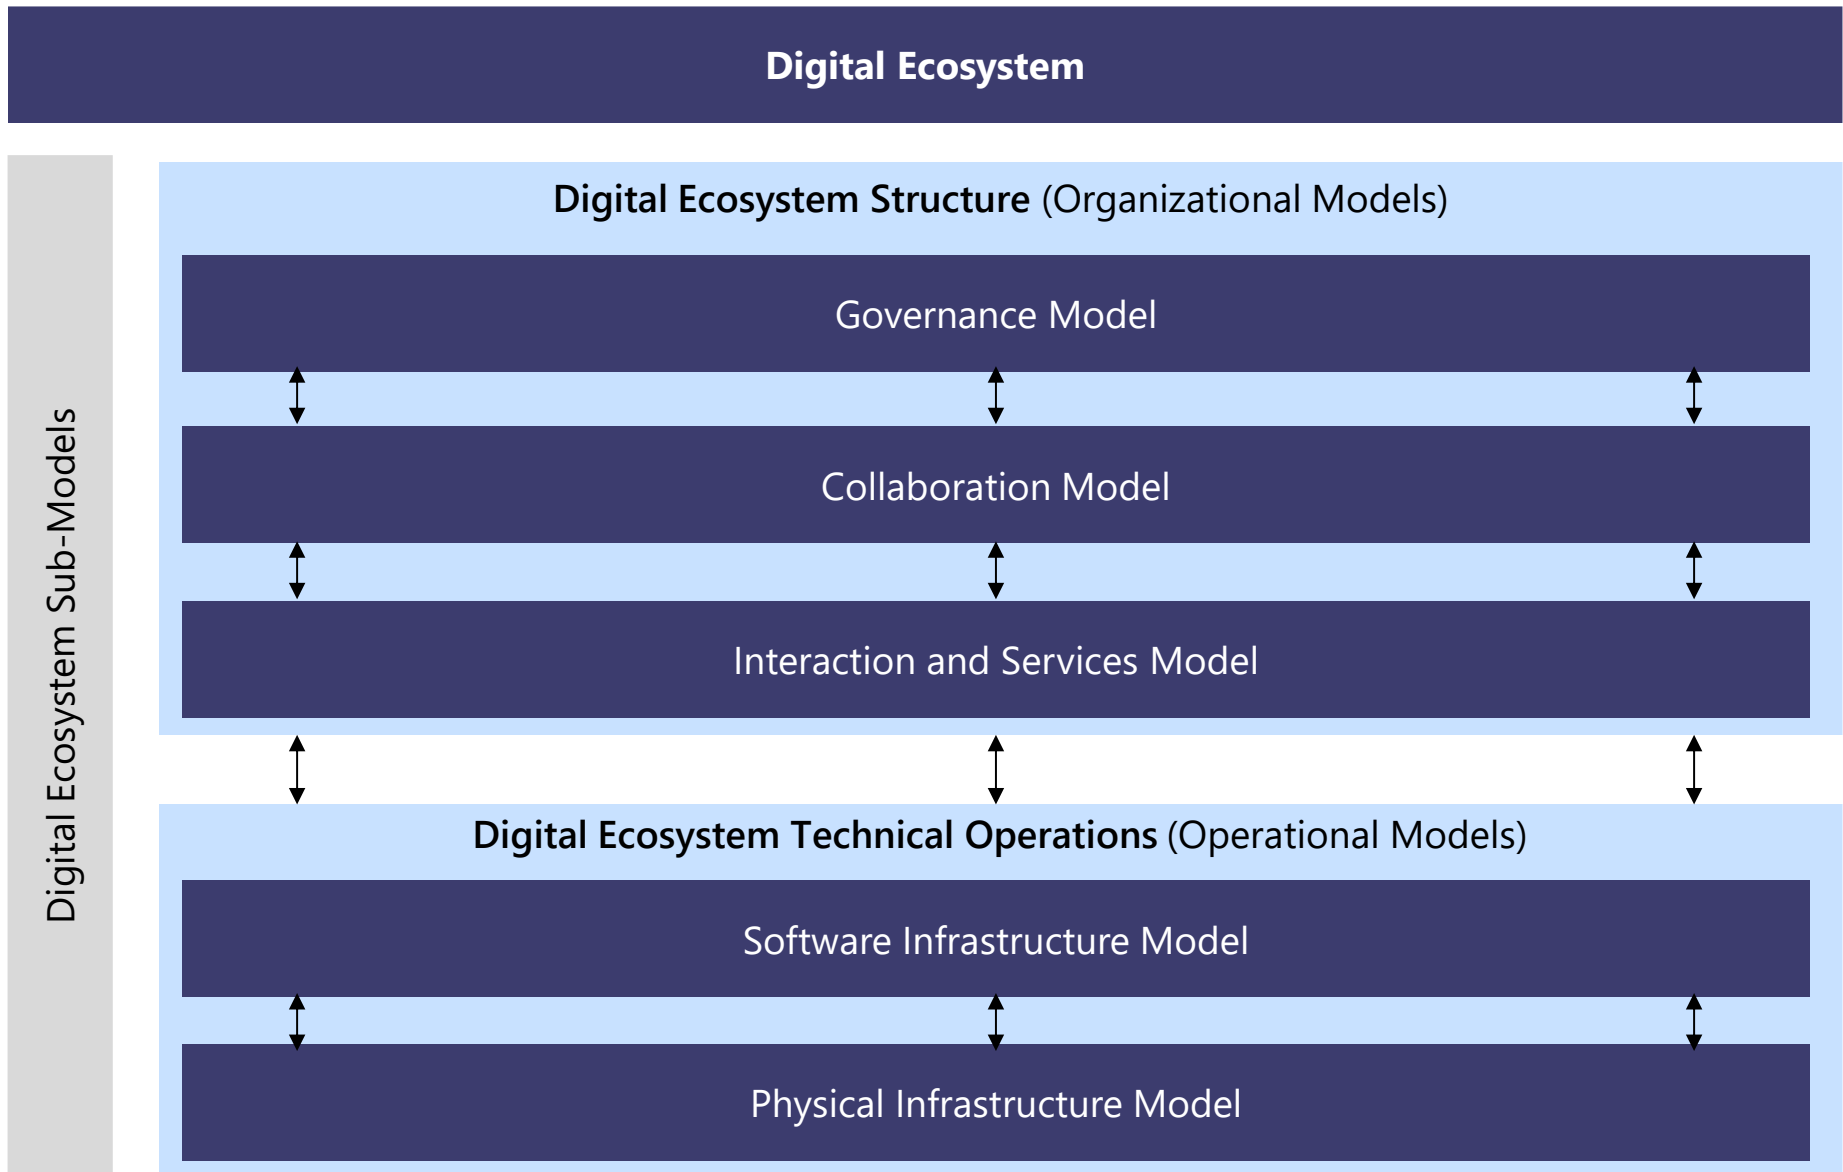 Digital Ecosystem
Digital Ecosystem Sub-Models
Digital Ecosystem Structure (Organizational Models)
Governance Model
Collaboration Model
Interaction and Services Model
Digital Ecosystem Technical Operations (Operational Models)
Software Infrastructure Model
Physical Infrastructure Model